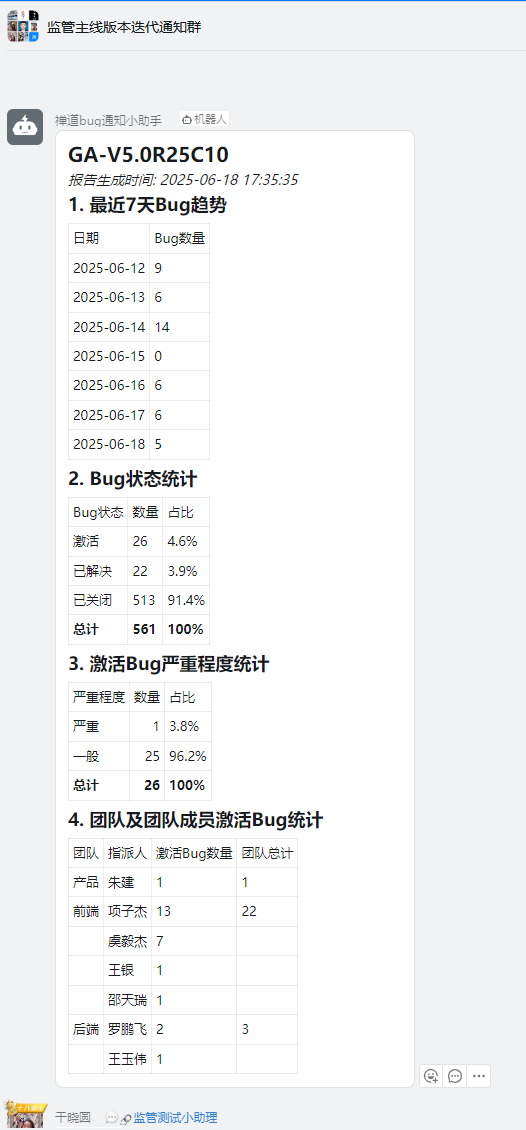 监管主线版本迭代通知群
禅道bug通知小助手 机器人
GA-V5.0R25C10
报告生成时间: 2025-06-18 17:35:35
1. 最近7天Bug趋势
日期 Bug数量
2025-06-12 9
2025-06-13 6
2025-06-14 14
2025-06-15 0
2025-06-16 6
2025-06-17 6
2025-06-18 5
2. Bug状态统计
Bug状态 数量 占比
激活 26 4.6%
已解决 22 3.9%
已关闭 513 91.4%
总计 561 100%
3. 激活Bug严重程度统计
严重程度 数量 占比
严重 1 3.8%
一般 25 96.2%
总计 26 100%
4. 团队及团队成员激活Bug统计
团队 指派人 激活Bug数量 团队总计
产品 朱建 1 1
前端 项子杰 13 22
虞毅杰 7
王银 1
邵天瑞 1
后端 罗鹏飞 2 3
王玉伟 1
干晓圆 监管测试小助理